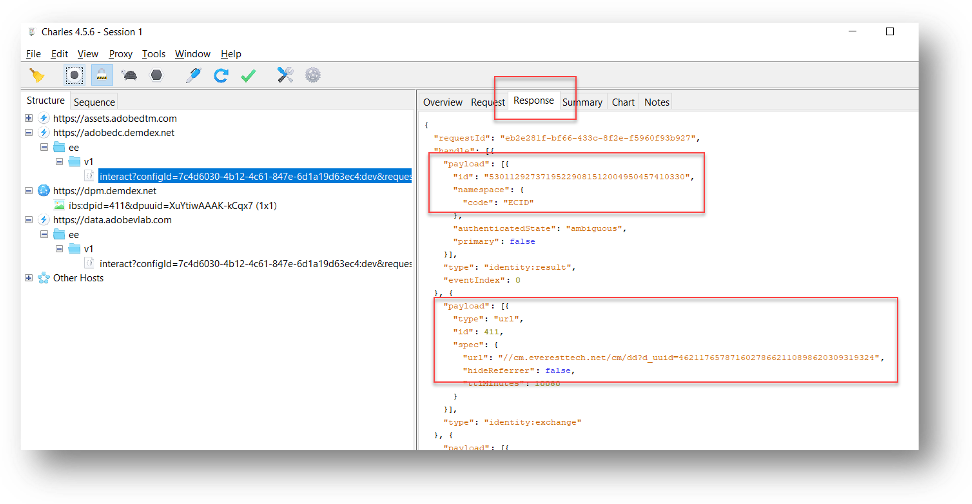 Charles 4.5.6 - Session 1
File Edit View Proxy Tools Window Help
Structure Sequence
https://assets.adobedtm.com
https://adobedc.demdex.net
ee
v1
interact?configId=7c4d6030-4b12-4c61-847e-6d1a19d63ec4:dev&reques
https://dpm.demdex.net
ibs:dpid=411&dpuuid=XuYtiwAAAK-kCqx7 (1x1)
https://data.adobevlab.com
ee
v1
interact?configId=7c4d6030-4b12-4c61-847e-6d1a19d63ec4:dev&reques
Other Hosts
Overview Request Response Summary Chart Notes
{
"requestId": "eb2e281f-bf66-433c-8f2e-f5960f93b927",
"handle": [{
"payload": [{
"id": "53011292737195229081512004950457410330",
"namespace": {
"code": "ECID"
},
"authenticatedState": "ambiguous",
"primary": false
}],
"type": "identity:result",
"eventIndex": 0
}, {
"payload": [{
"type": "url",
"id": 411,
"spec": {
"url": "//cm.everesttech.net/cm/dd?d_uuid=46211765787160278662110898620309319324",
"hideReferrer": false,
"ttlMinutes": 10080
}
}],
"type": "identity:exchange"
}, {
"payload": [{